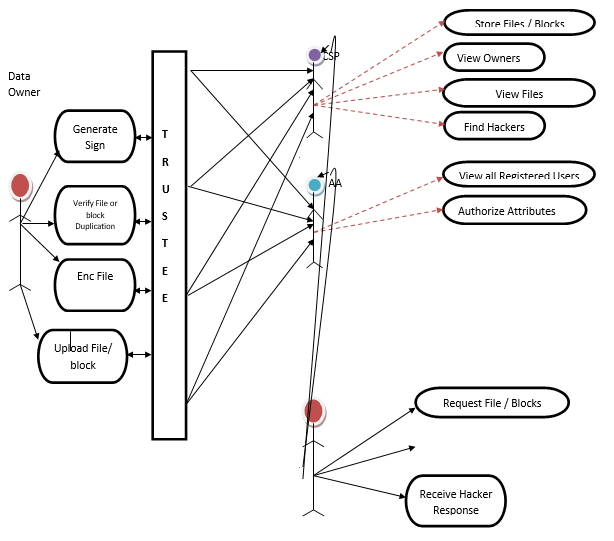 Data
Owner
Generate
Sign
Verify File or
block
Duplication
Enc File
Upload File/
block
T
R
U
S
T
E
E
CSP
AA
Store Files / Blocks
View Owners
View Files
Find Hackers
View all Registered Users
Authorize Attributes
Request File / Blocks
Receive Hacker
Response